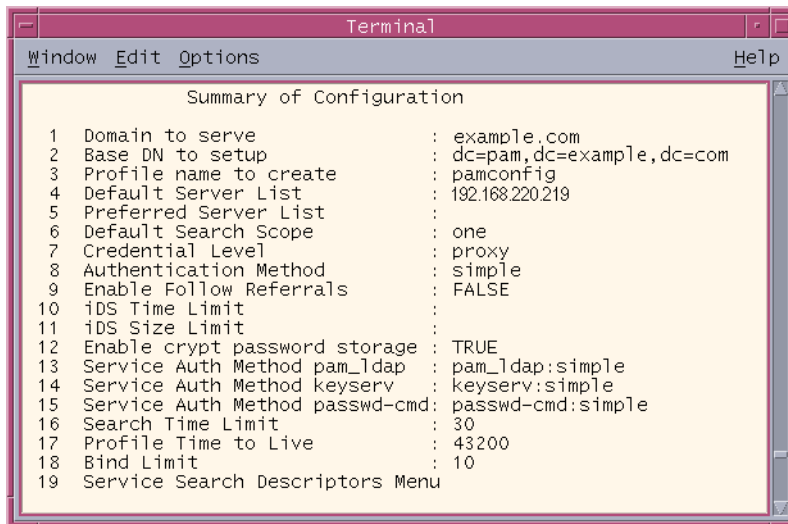 Terminal
Window Edit Options Help
Summary of Configuration
1 Domain to serve : example.com
2 Base DN to setup : dc=pam,dc=example,dc=com
3 Profile name to create : pamconfig
4 Default Server List : 192.168.220.219
5 Preferred Server List :
6 Default Search Scope : one
7 Credential Level : proxy
8 Authentication Method : simple
9 Enable Follow Referrals : FALSE
10 iDS Time Limit :
11 iDS Size Limit :
12 Enable crypt password storage : TRUE
13 Service Auth Method pam_ldap : pam_ldap:simple
14 Service Auth Method keyserv : keyserv:simple
15 Service Auth Method passwd-cmd: passwd-cmd:simple
16 Search Time Limit : 30
17 Profile Time to Live : 43200
18 Bind Limit : 10
19 Service Search Descriptors Menu